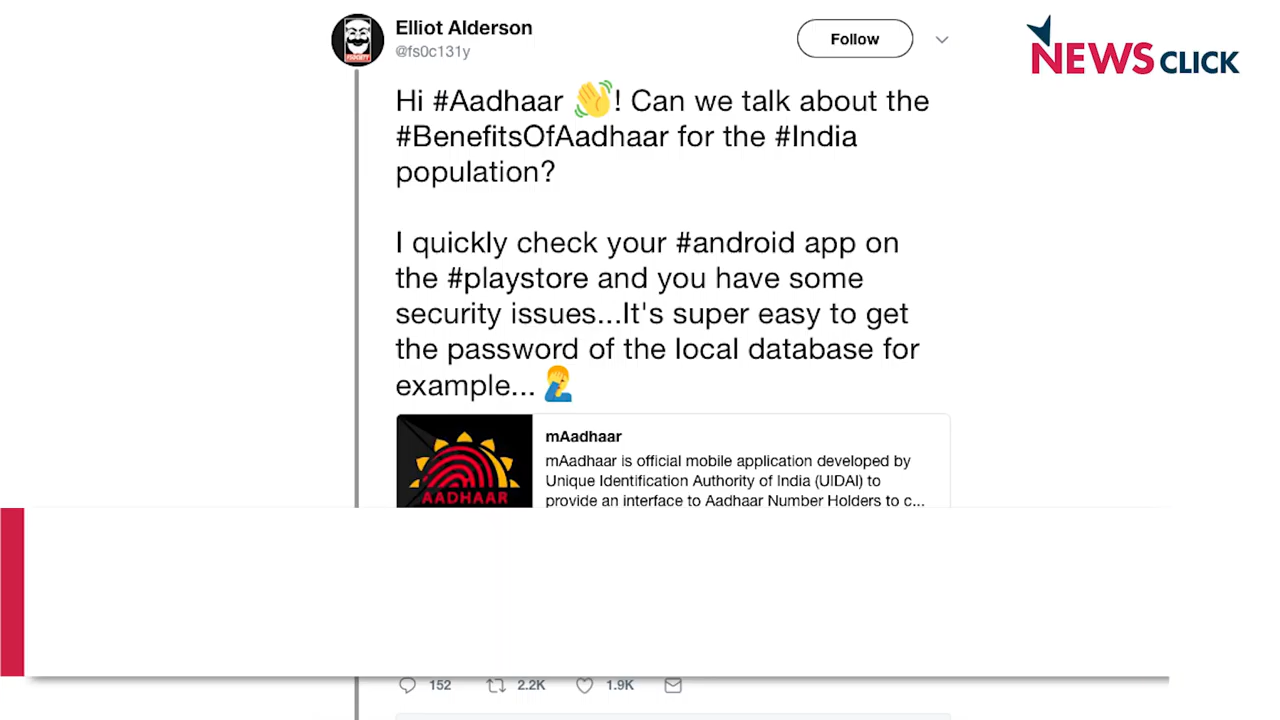 Elliot Alderson
@fs0c131y
Follow
NEWSCLICK
Hi #Aadhaar 👋! Can we talk about the
#BenefitsOfAadhaar for the #India
population?
I quickly check your #android app on
the #playstore and you have some
security issues...It's super easy to get
the password of the local database for
example... 🤦‍♂️
mAadhaar
mAadhaar is official mobile application developed by
Unique Identification Authority of India (UIDAI) to
provide an interface to Aadhaar Number Holders to c...
AADHAAR
152 2.2K 1.9K